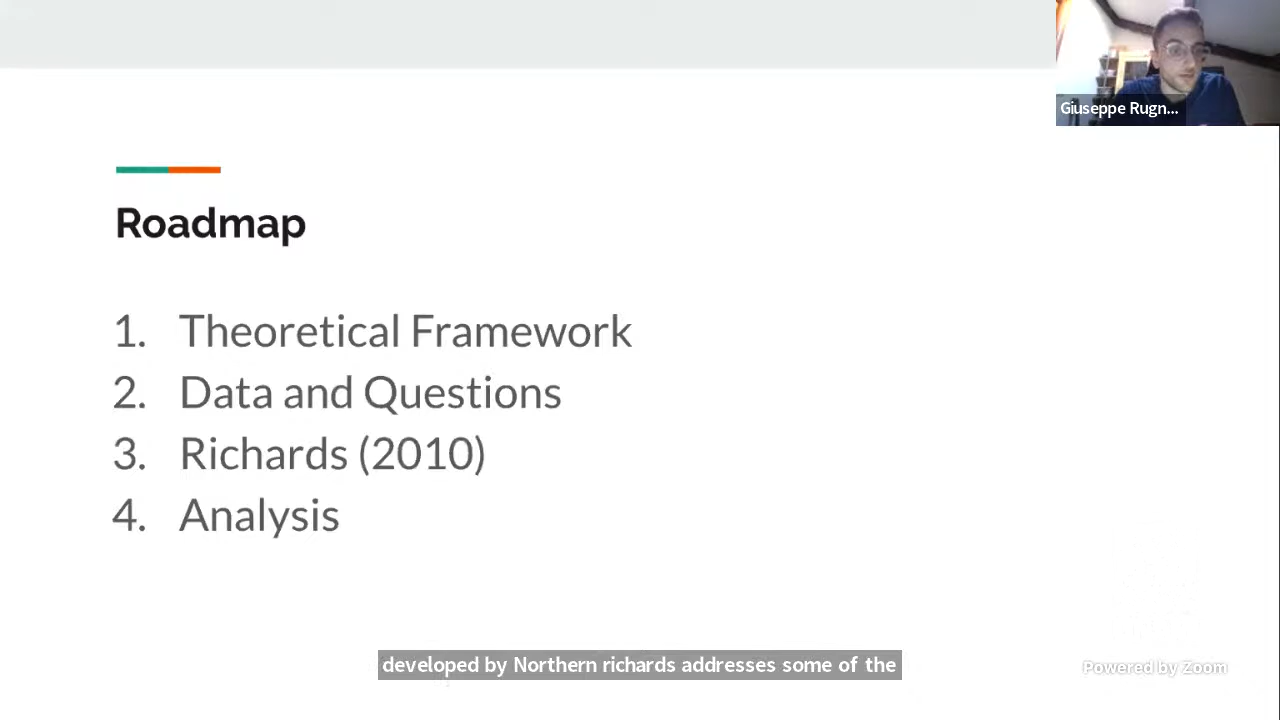 Giuseppe Rugn...
Roadmap
1. Theoretical Framework
2. Data and Questions
3. Richards (2010)
4. Analysis
developed by Northern richards addresses some of the
Powered by Zoom